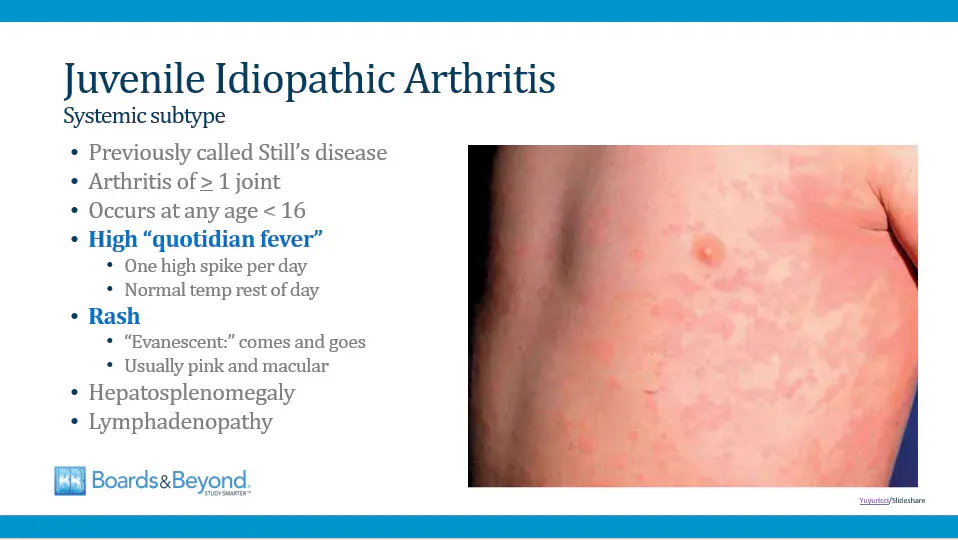 Juvenile Idiopathic Arthritis
Systemic subtype
• Previously called Still’s disease
• Arthritis of ≥ 1 joint
• Occurs at any age < 16
• High “quotidian fever”
• One high spike per day
• Normal temp rest of day
• Rash
• “Evanescent:” comes and goes
• Usually pink and macular
• Hepatosplenomegaly
• Lymphadenopathy
BB Boards&Beyond®
STUDY SMARTER™
Yuyuricci/Slideshare